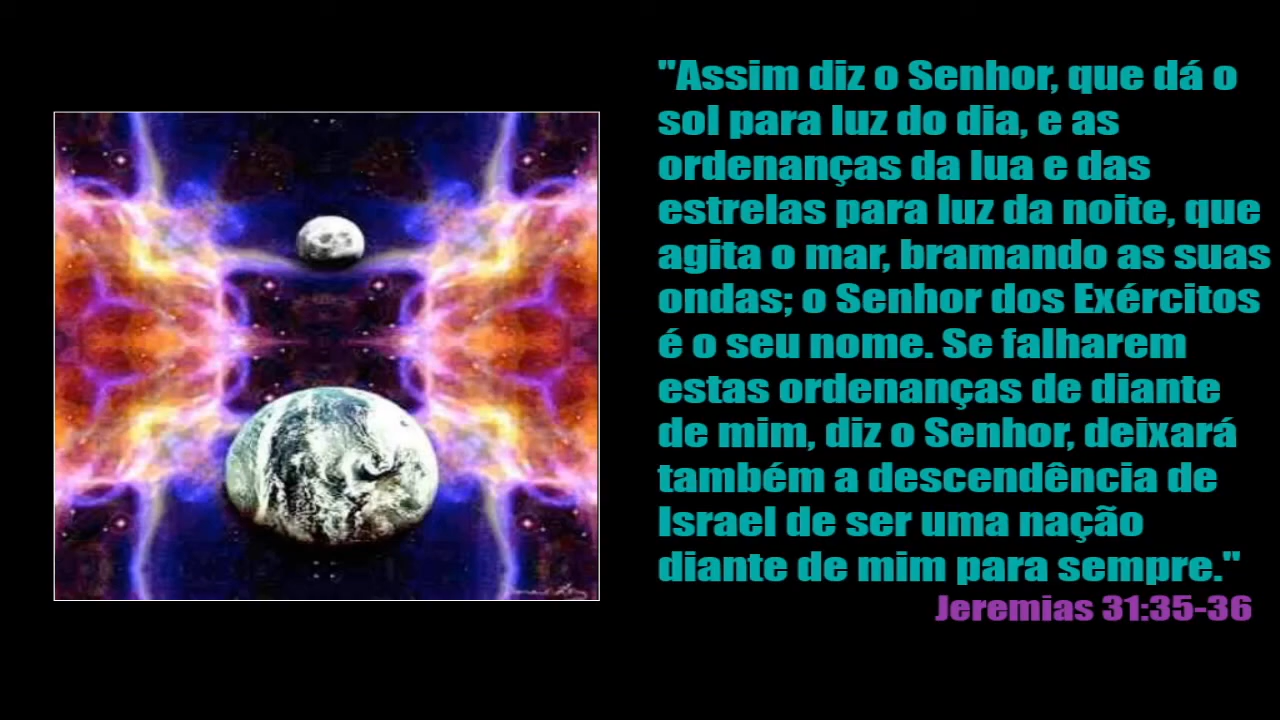 "Assim diz o Senhor, que dá o
sol para luz do dia, e as
ordenanças da lua e das
estrelas para luz da noite, que
agita o mar, bramando as suas
ondas; o Senhor dos Exércitos
é o seu nome. Se falharem
estas ordenanças de diante
de mim, diz o Senhor, deixará
também a descendência de
Israel de ser uma nação
diante de mim para sempre."
Jeremias 31:35-36